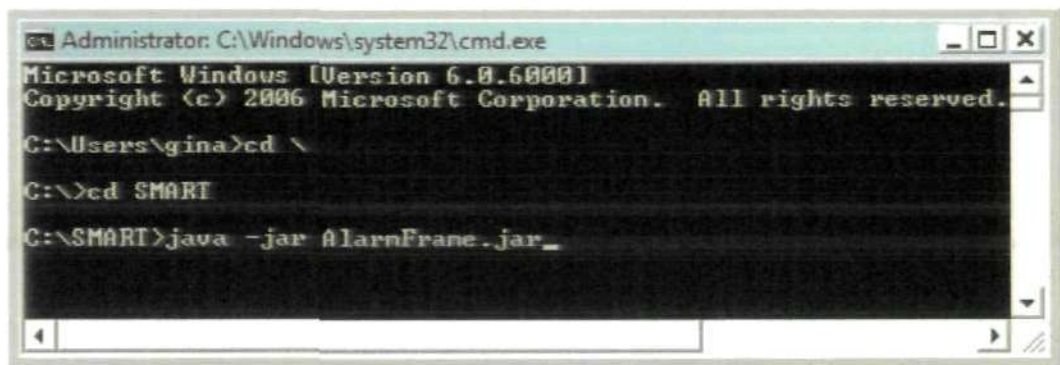 Administrator: C:\Windows\system32\cmd.exe
Microsoft Windows [Version 6.0.6000]
Copyright (c) 2006 Microsoft Corporation.  All rights reserved.
C:\Users\gina>cd \
C:\>cd SMART
C:\SMART>java -jar AlarmFrame.jar_